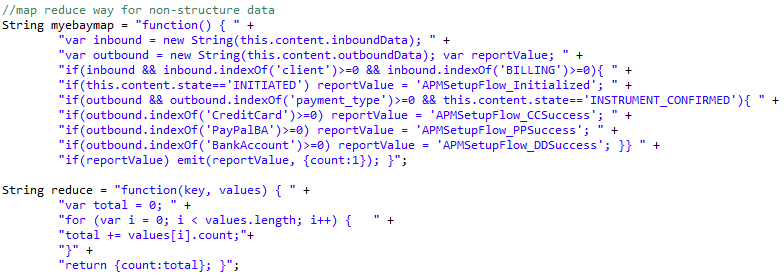 //map reduce way for non-structure data
String myebaymap = "function() { " +
"var inbound = new String(this.content.inboundData); " +
"var outbound = new String(this.content.outboundData); var reportValue; " +
"if(inbound && inbound.indexOf('client')>=0 && inbound.indexOf('BILLING')>=0){ " +
"if(this.content.state=='INITIATED') reportValue = 'APMSetupFlow_Initialized'; " +
"if(outbound && outbound.indexOf('payment_type')>=0 && this.content.state=='INSTRUMENT_CONFIRMED'){ " +
"if(outbound.indexOf('CreditCard')>=0) reportValue = 'APMSetupFlow_CCSuccess'; " +
"if(outbound.indexOf('PayPalBA')>=0) reportValue = 'APMSetupFlow_PPSuccess'; " +
"if(outbound.indexOf('BankAccount')>=0) reportValue = 'APMSetupFlow_DDSuccess'; }} " +
"if(reportValue) emit(reportValue, {count:1}); }";
String reduce = "function(key, values) { " +
"var total = 0; " +
"for (var i = 0; i < values.length; i++) {   " +
"total += values[i].count;"+
"}" +
"return {count:total}; }";